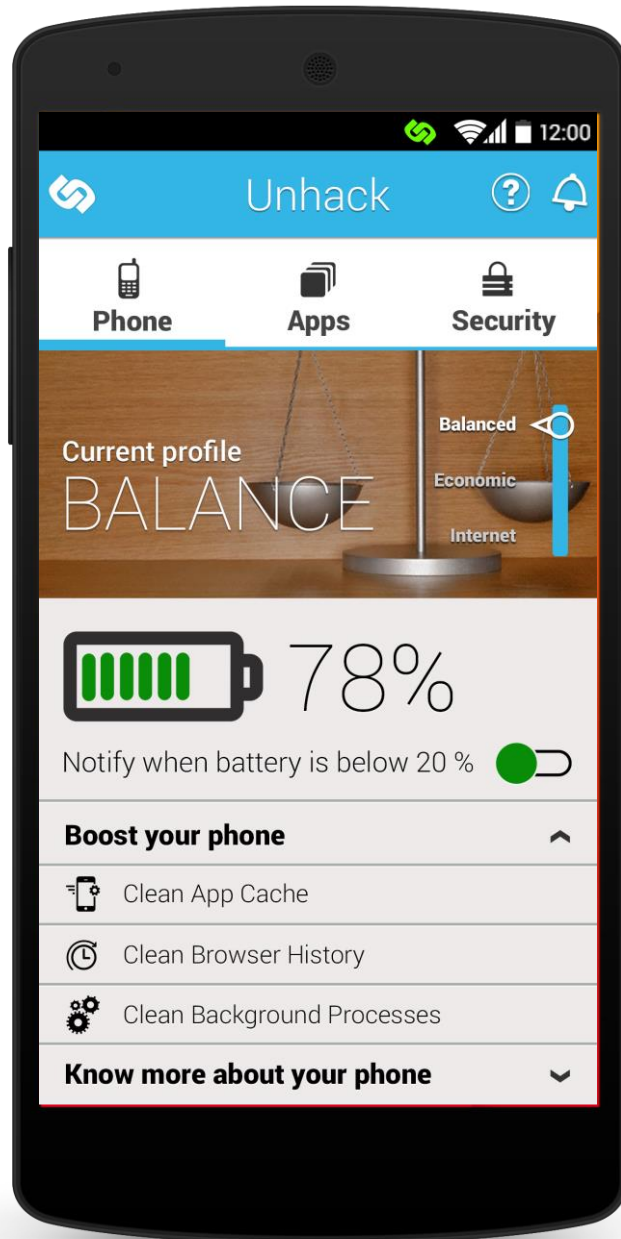 12:00
Unhack
?
Phone
Apps
Security
Current profile
BALANCE
Balanced
Economic
Internet
78%
Notify when battery is below 20 %
Boost your phone
Clean App Cache
Clean Browser History
Clean Background Processes
Know more about your phone